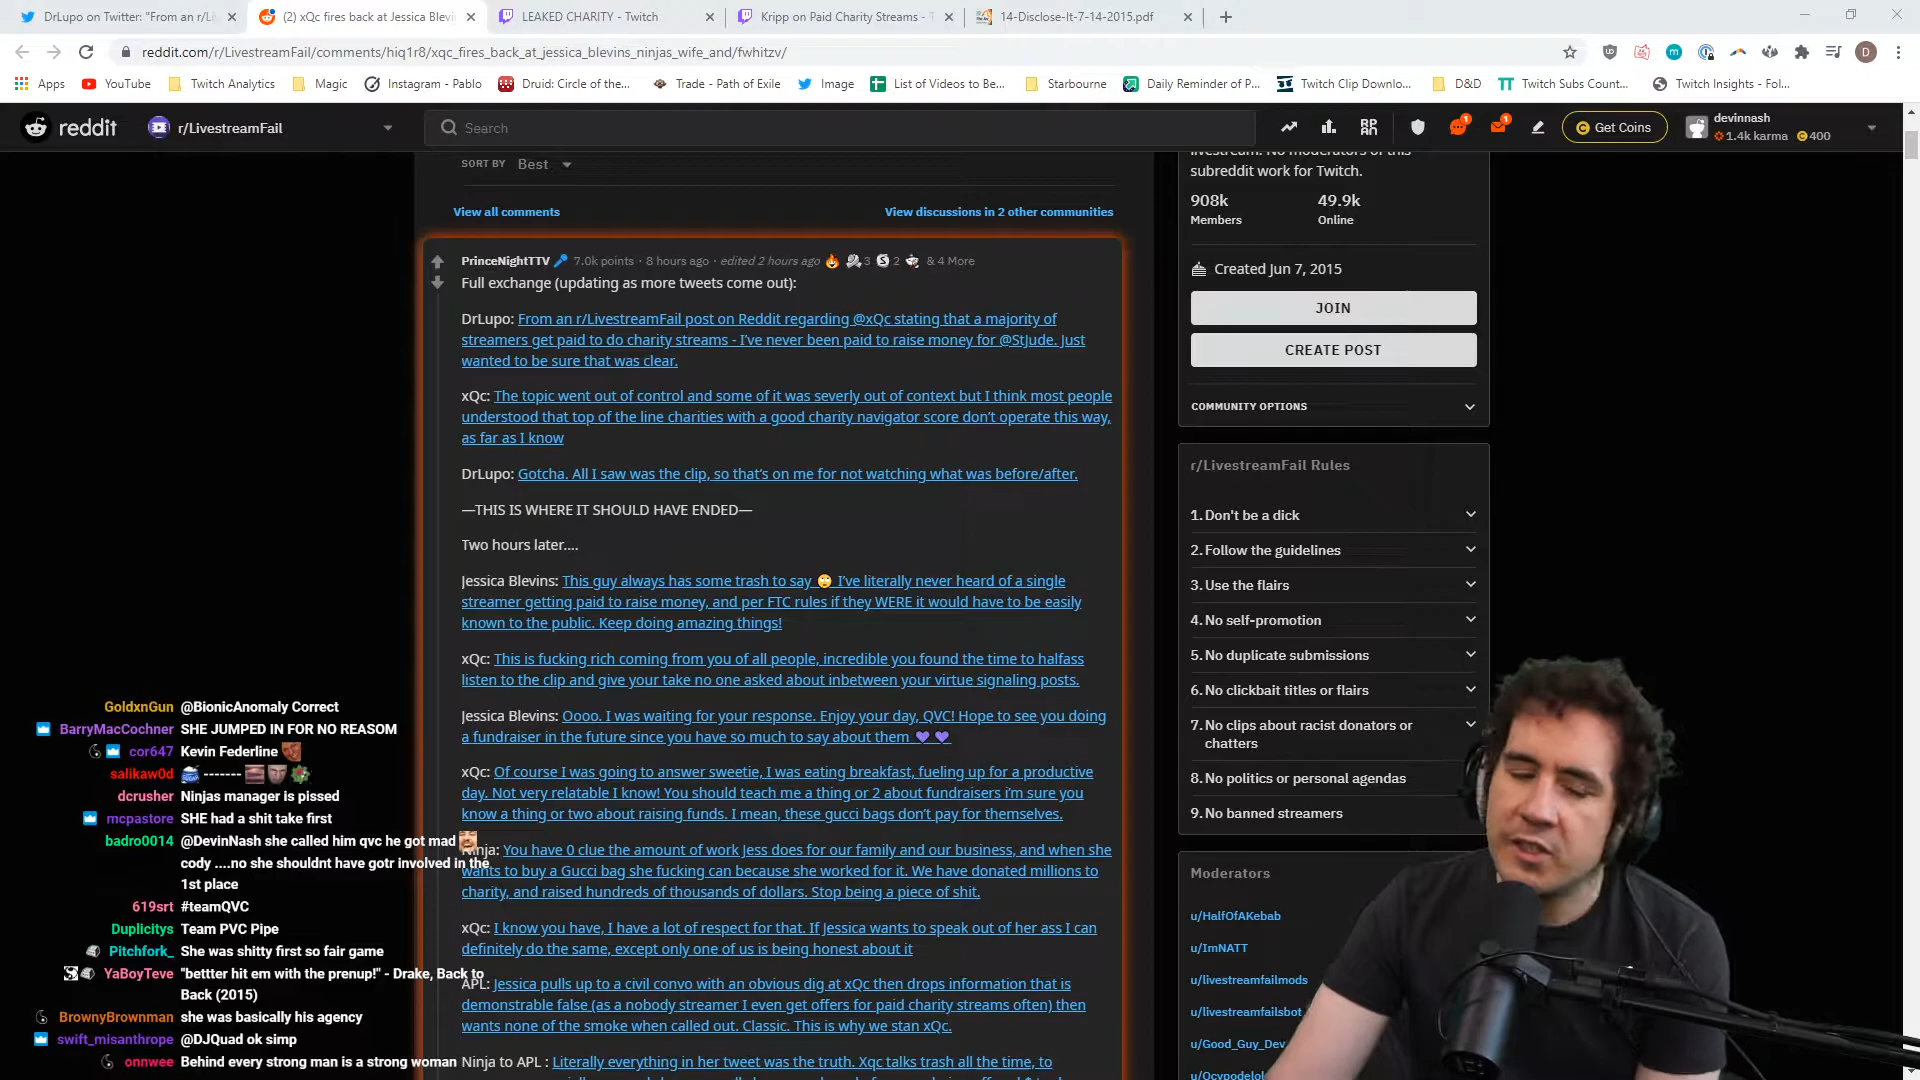 DrLupo on Twitter: "From an r/Li
(2) xQc fires back at Jessica Blevin
LEAKED CHARITY - Twitch
Kripp on Paid Charity Streams - T
14-Disclose-It-7-14-2015.pdf
reddit.com/r/LivestreamFail/comments/hiq1r8/xqc_fires_back_at_jessica_blevins_ninjas_wife_and/fwhitzv/
Apps
YouTube
Twitch Analytics
Magic
Instagram - Pablo
Druid: Circle of the...
Trade - Path of Exile
Image
List of Videos to Be...
Starbourne
Daily Reminder of P...
Twitch Clip Downlo...
D&D
Twitch Subs Count...
Twitch Insights - Fol...
reddit
r/LivestreamFail
Search
Get Coins
devinnash
1.4k karma 400
SORT BY Best
View all comments
View discussions in 2 other communities
PrinceNightTTV 7.0k points · 8 hours ago · edited 2 hours ago 3 2 & 4 More
Full exchange (updating as more tweets come out):
DrLupo: From an r/LivestreamFail post on Reddit regarding @xQc stating that a majority of
streamers get paid to do charity streams - I've never been paid to raise money for @StJude. Just
wanted to be sure that was clear.
xQc: The topic went out of control and some of it was severly out of context but I think most people
understood that top of the line charities with a good charity navigator score don't operate this way,
as far as I know
DrLupo: Gotcha. All I saw was the clip, so that's on me for not watching what was before/after.
—THIS IS WHERE IT SHOULD HAVE ENDED—
Two hours later....
Jessica Blevins: This guy always has some trash to say 🙄 I've literally never heard of a single
streamer getting paid to raise money, and per FTC rules if they WERE it would have to be easily
known to the public. Keep doing amazing things!
xQc: This is fucking rich coming from you of all people, incredible you found the time to halfass
listen to the clip and give your take no one asked about inbetween your virtue signaling posts.
Jessica Blevins: Oooo. I was waiting for your response. Enjoy your day, QVC! Hope to see you doing
a fundraiser in the future since you have so much to say about them 💜 💜
xQc: Of course I was going to answer sweetie, I was eating breakfast, fueling up for a productive
day. Not very relatable I know! You should teach me a thing or 2 about fundraisers i'm sure you
know a thing or two about raising funds. I mean, these gucci bags don't pay for themselves.
Ninja: You have 0 clue the amount of work Jess does for our family and our business, and when she
wants to buy a Gucci bag she fucking can because she worked for it. We have donated millions to
charity, and raised hundreds of thousands of dollars. Stop being a piece of shit.
xQc: I know you have, I have a lot of respect for that. If Jessica wants to speak out of her ass I can
definitely do the same, except only one of us is being honest about it
APL: Jessica pulls up to a civil convo with an obvious dig at xQc then drops information that is
demonstrable false (as a nobody streamer I even get offers for paid charity streams often) then
wants none of the smoke when called out. Classic. This is why we stan xQc.
Ninja to APL : Literally everything in her tweet was the truth. Xqc talks trash all the time, to
subreddit work for Twitch.
908k
Members
49.9k
Online
Created Jun 7, 2015
JOIN
CREATE POST
COMMUNITY OPTIONS
r/LivestreamFail Rules
1. Don't be a dick
2. Follow the guidelines
3. Use the flairs
4. No self-promotion
5. No duplicate submissions
6. No clickbait titles or flairs
7. No clips about racist donators or
chatters
8. No politics or personal agendas
9. No banned streamers
Moderators
u/HalfOfAKebab
u/ImNATT
u/livestreamfailmods
u/livestreamfailsbot
u/Good_Guy_Dev
GoldxnGun @BionicAnomaly Correct
BarryMacCochner SHE JUMPED IN FOR NO REASOM
cor647 Kevin Federline
salikaw0d -------
dcrusher Ninjas manager is pissed
mcpastore SHE had a shit take first
badro0014 @DevinNash she called him qvc he got mad
cody ....no she shouldnt have gotr involved in the
1st place
619srt #teamQVC
Duplicitys Team PVC Pipe
Pitchfork_ She was shitty first so fair game
YaBoyTeve "bettter hit em with the prenup!" - Drake, Back to
Back (2015)
BrownyBrownman she was basically his agency
swift_misanthrope @DJQuad ok simp
onnwee Behind every strong man is a strong woman